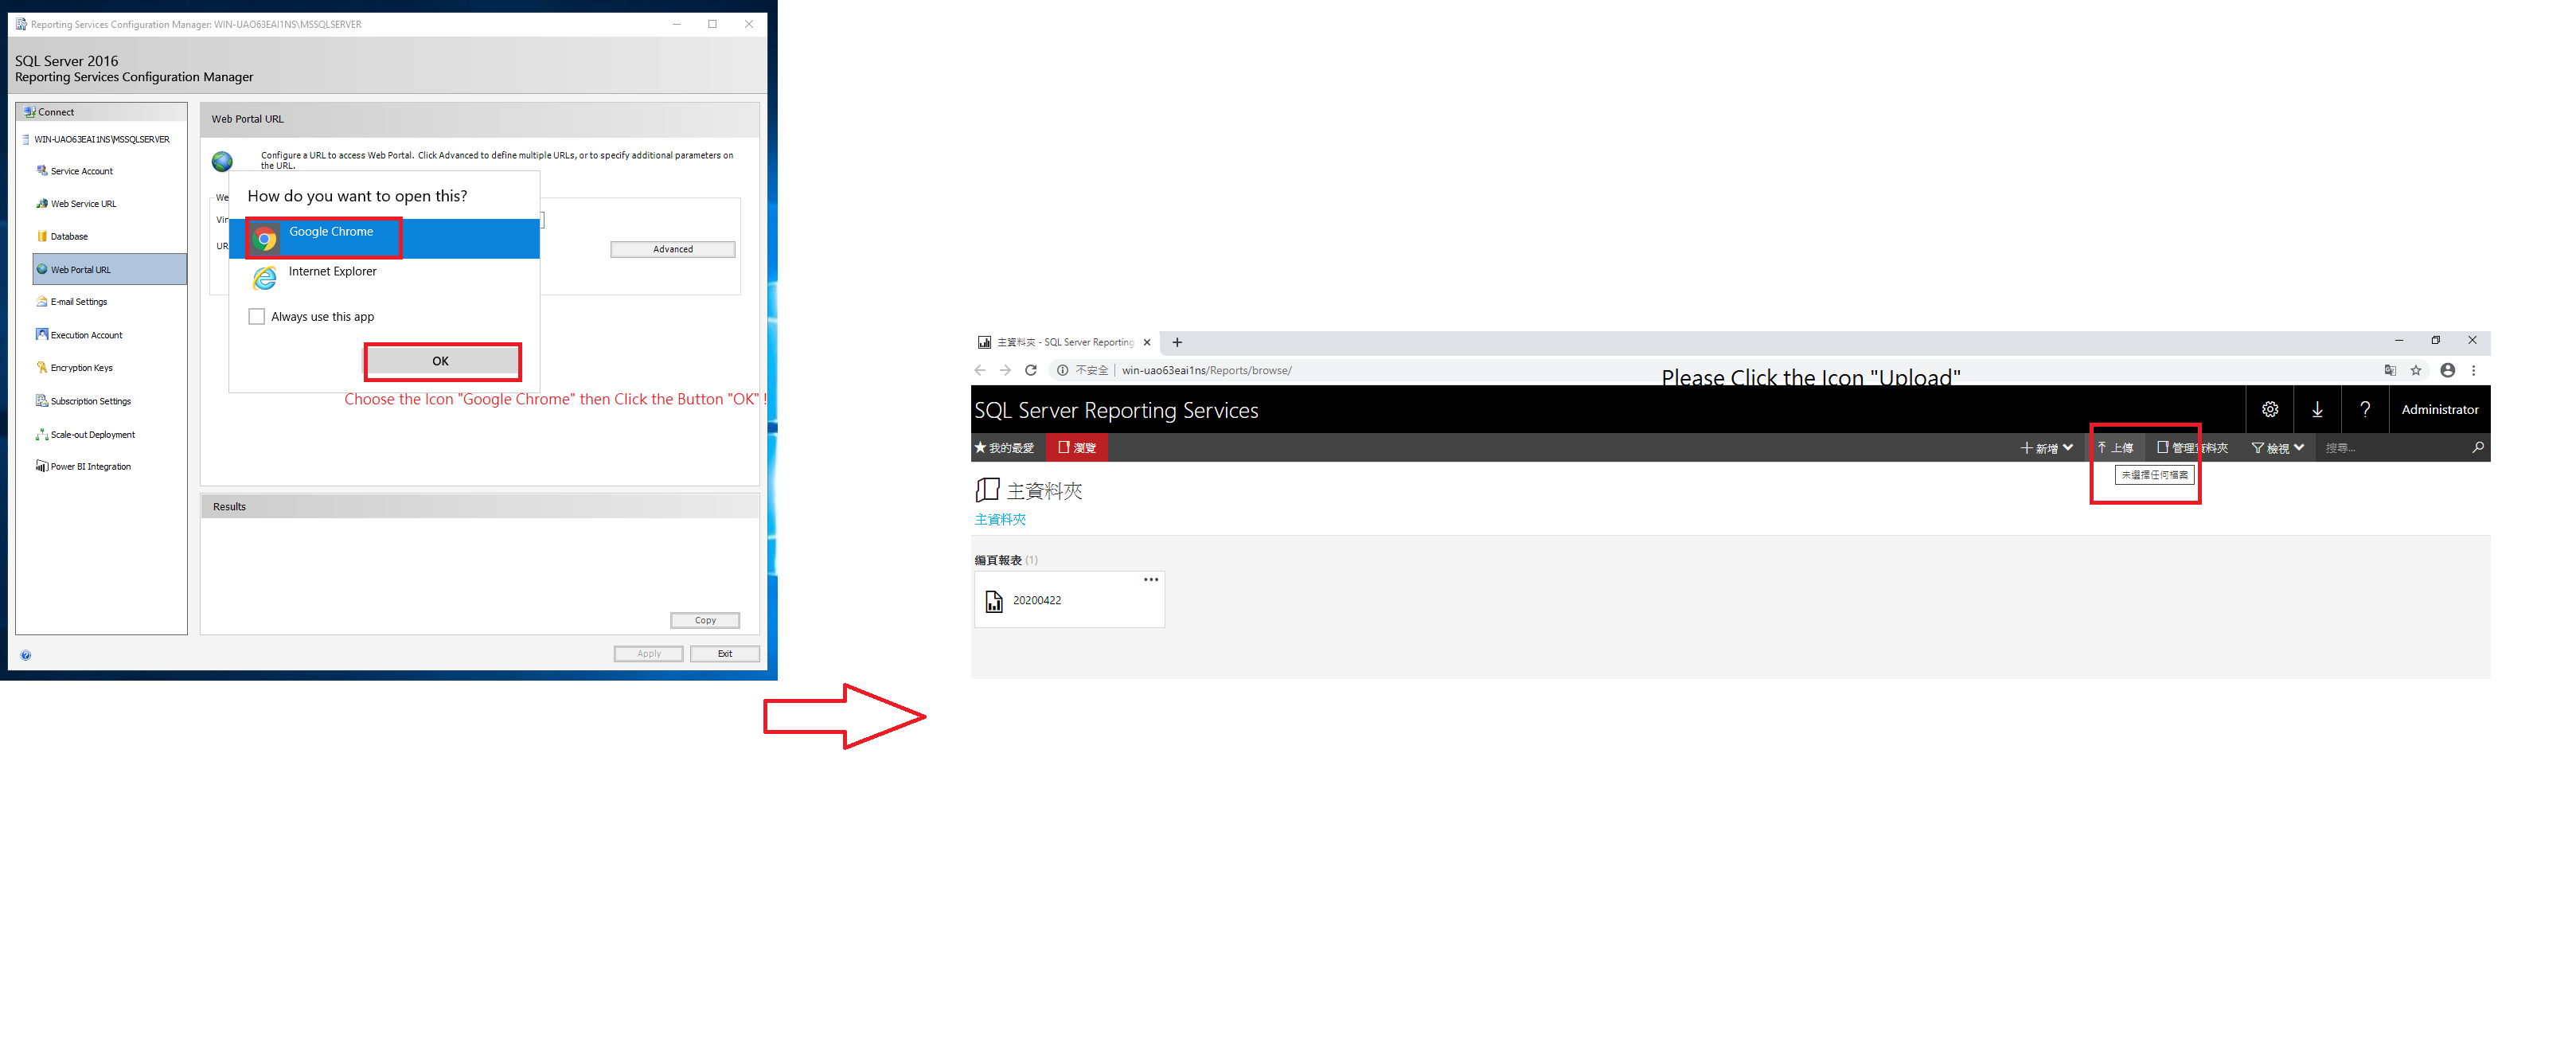 Reporting Services Configuration Manager: WIN-UAO63EAI1NS\MSSQLSERVER
SQL Server 2016
Reporting Services Configuration Manager
Connect
WIN-UAO63EAI1NS\MSSQLSERVER
Service Account
Web Service URL
Database
Web Portal URL
E-mail Settings
Execution Account
Encryption Keys
Subscription Settings
Scale-out Deployment
Power BI Integration
Web Portal URL
Configure a URL to access Web Portal. Click Advanced to define multiple URLs, or to specify additional parameters on
the URL.
We
Vir
UR
Advanced
How do you want to open this?
Google Chrome
Internet Explorer
Always use this app
OK
Choose the Icon "Google Chrome" then Click the Button "OK" !
Results
Copy
Apply
Exit
主資料夾 - SQL Server Reporting
不安全
win-uao63eai1ns/Reports/browse/
Please Click the Icon "Upload"
SQL Server Reporting Services
?
Administrator
我的最愛
瀏覽
新增
上傳
管理資料夾
檢視
搜尋...
未選擇任何檔案
主資料夾
主資料夾
編頁報表 (1)
20200422